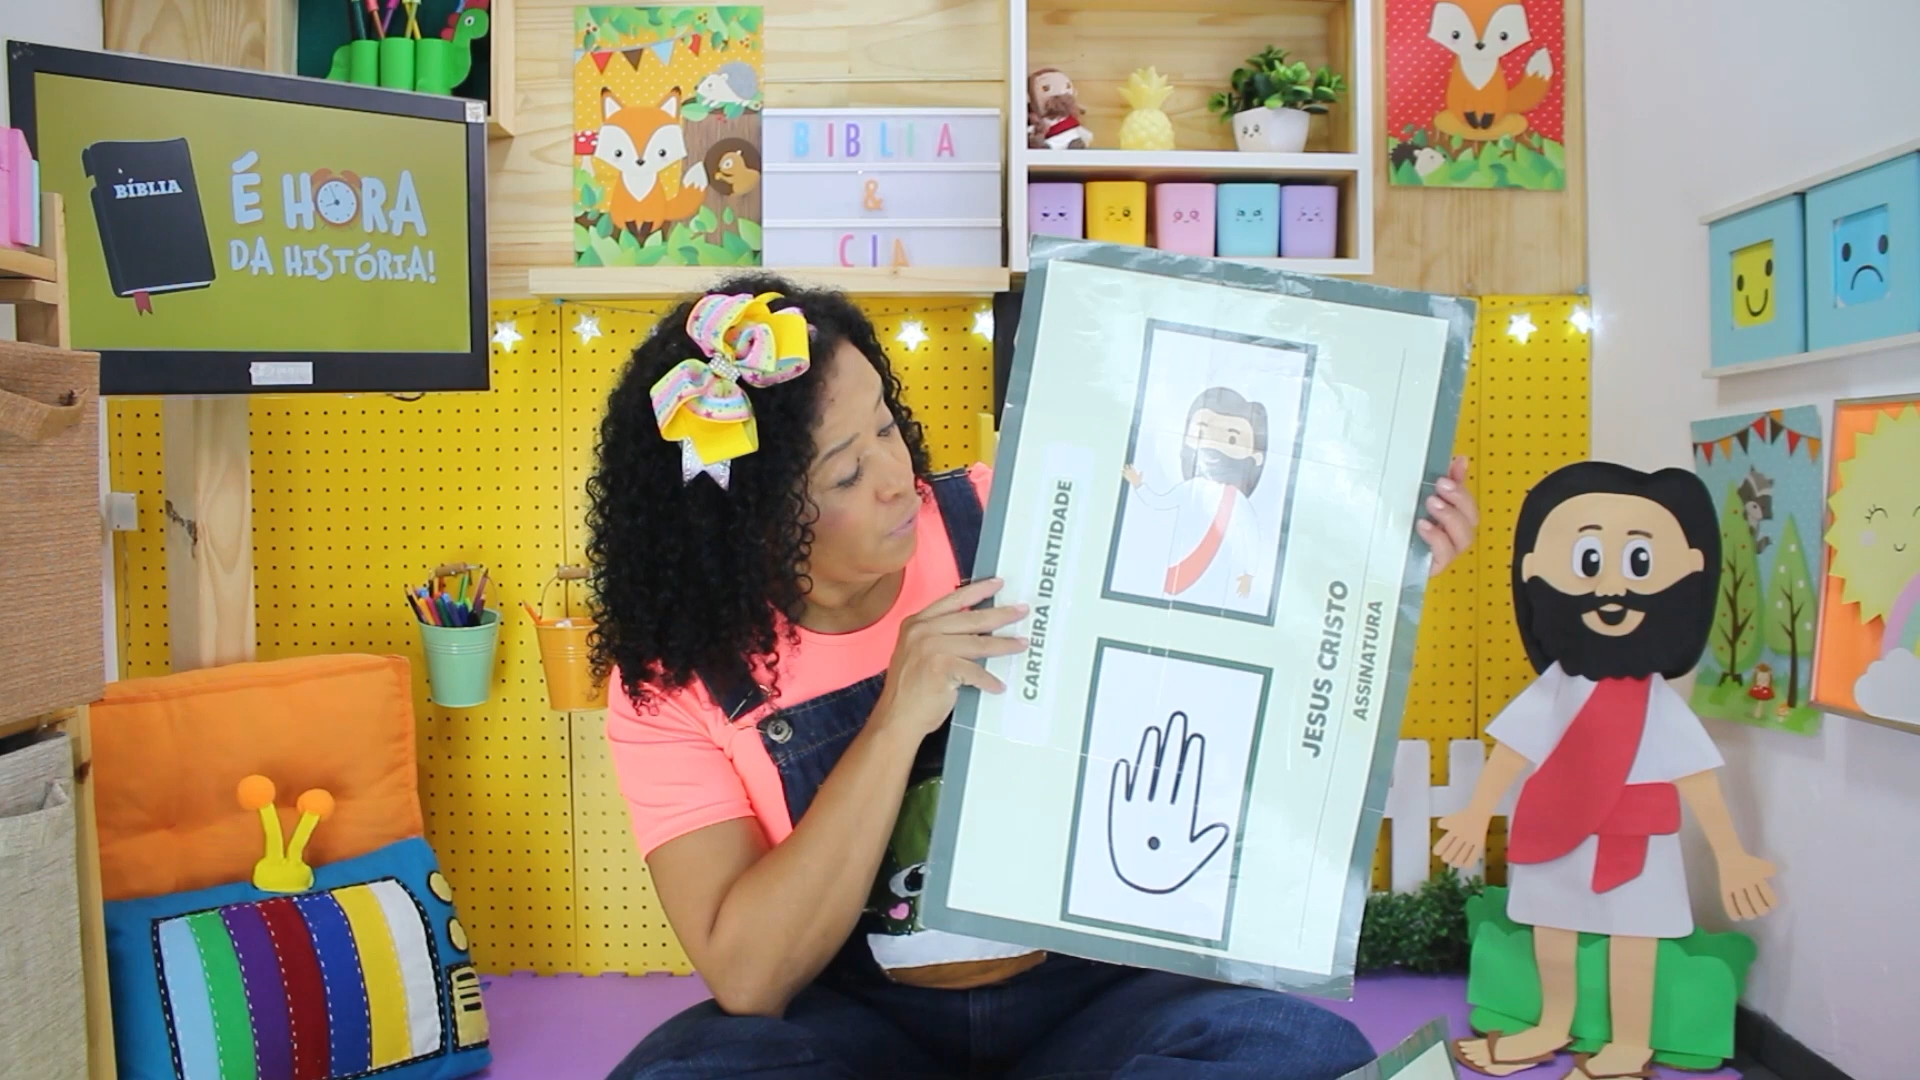 BÍBLIA
É HORA
DA HISTÓRIA!
BIBLIA
&
CIA
CARTEIRA IDENTIDADE
JESUS CRISTO
ASSINATURA